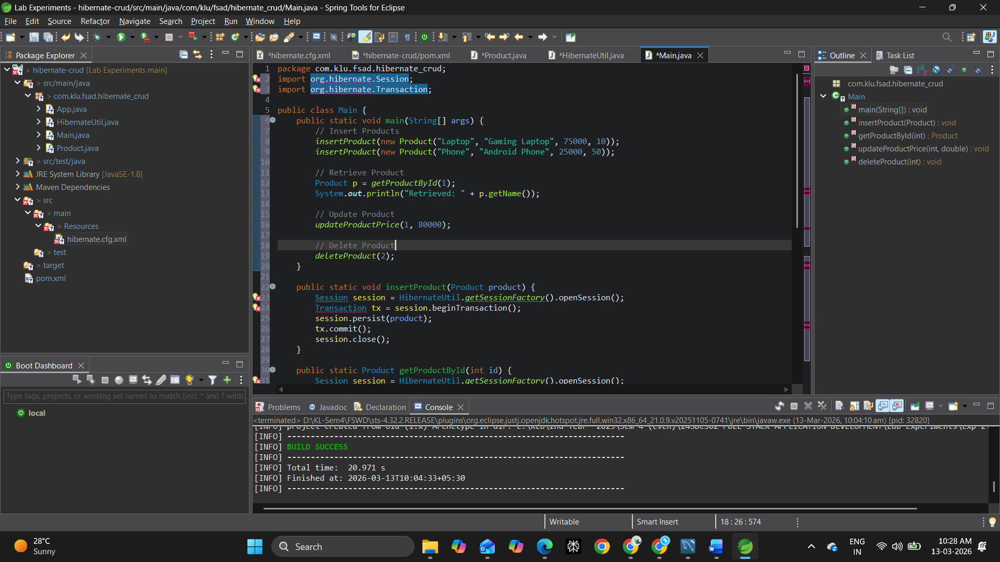 Lab Experiments - hibernate-crud/src/main/java/com/klu/fsad/hibernate_crud/Main.java - Spring Tools for Eclipse
File Edit Source Refactor Navigate Search Project Run Window Help
Package Explorer
hibernate-crud [Lab Experiments main]
> src/main/java
> com.klu.fsad.hibernate_crud
App.java
HibernateUtil.java
Main.java
Product.java
> src/test/java
JRE System Library [JavaSE-1.8]
Maven Dependencies
> src
> main
> Resources
hibernate.cfg.xml
> test
> target
pom.xml
Boot Dashboard
Type tags, projects, or working set names to match (incl. * and ? wildc
local
*hibernate.cfg.xml *hibernate-crud/pom.xml *Product.java *HibernateUtil.java *Main.java
1 package com.klu.fsad.hibernate_crud;
2 import org.hibernate.Session;
3 import org.hibernate.Transaction;
4
5 public class Main {
6 public static void main(String[] args) {
7 // Insert Products
8 insertProduct(new Product("Laptop", "Gaming Laptop", 75000, 10));
9 insertProduct(new Product("Phone", "Android Phone", 25000, 50));
10
11 // Retrieve Product
12 Product p = getProductById(1);
13 System.out.println("Retrieved: " + p.getName());
14
15 // Update Product
16 updateProductPrice(1, 80000);
17
18 // Delete Product
19 deleteProduct(2);
20 }
21
22 public static void insertProduct(Product product) {
23 Session session = HibernateUtil.getSessionFactory().openSession();
24 Transaction tx = session.beginTransaction();
25 session.persist(product);
26 tx.commit();
27 session.close();
28 }
29
30 public static Product getProductById(int id) {
31 Session session = HibernateUtil.getSessionFactory().openSession();
Outline Task List
com.klu.fsad.hibernate_crud
Main
main(String[]) : void
insertProduct(Product) : void
getProductById(int) : Product
updateProductPrice(int, double) : void
deleteProduct(int) : void
Problems Javadoc Declaration Console
<terminated> D:\KL-Sem4\FSWD\sts-4.32.2.RELEASE\plugins\org.eclipse.justj.openjdk.hotspot.jre.full.win32.x86_64_21.0.9.v20251105-0741\jre\bin\javaw.exe (13-Mar-2026, 10:04:10 am) [pid: 32820]
[INFO] ------------------------------------------------------------------------
[INFO] BUILD SUCCESS
[INFO] ------------------------------------------------------------------------
[INFO] Total time:  20.971 s
[INFO] Finished at: 2026-03-13T10:04:33+05:30
[INFO] ------------------------------------------------------------------------
Writable Smart Insert 18 : 26 : 574
28°C
Sunny
Search
ENG
IN
10:28 AM
13-03-2026